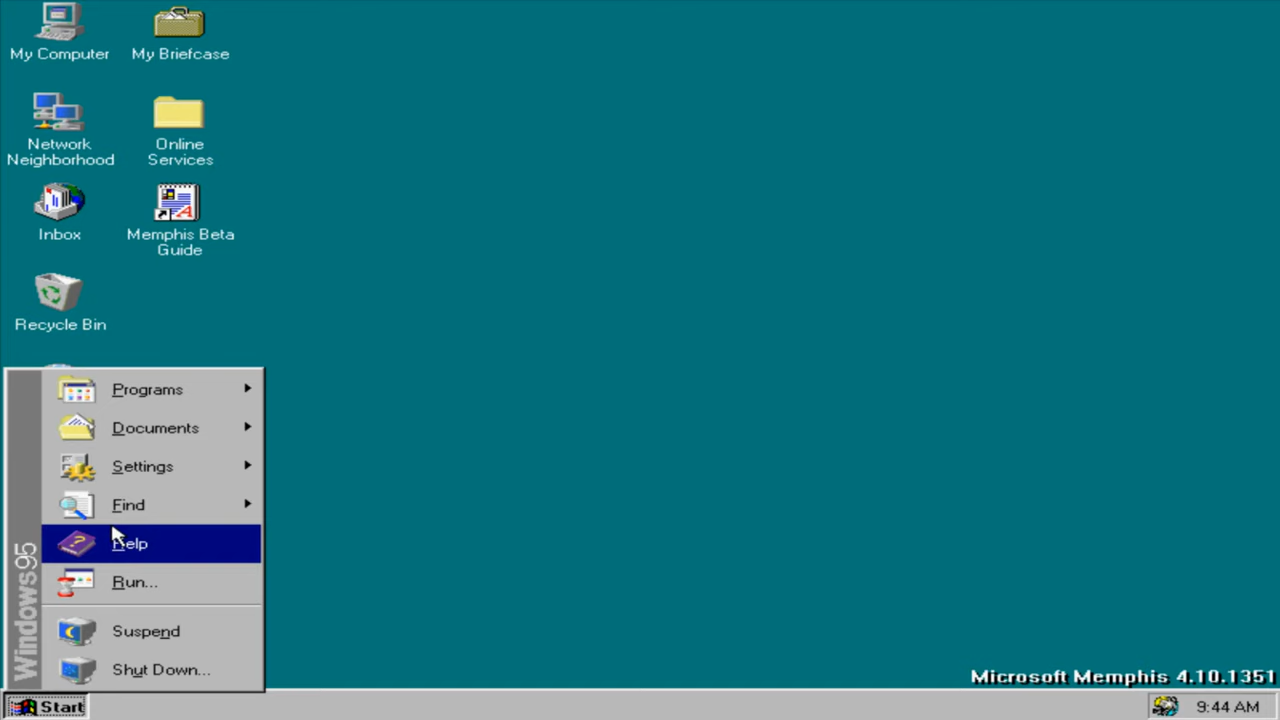 My Computer
My Briefcase
Network
Neighborhood
Online
Services
Inbox
Memphis Beta
Guide
Recycle Bin
Programs
Documents
Settings
Find
Help
Run...
Suspend
Shut Down...
Windows95
Microsoft Memphis 4.10.1351
Start
9:44 AM